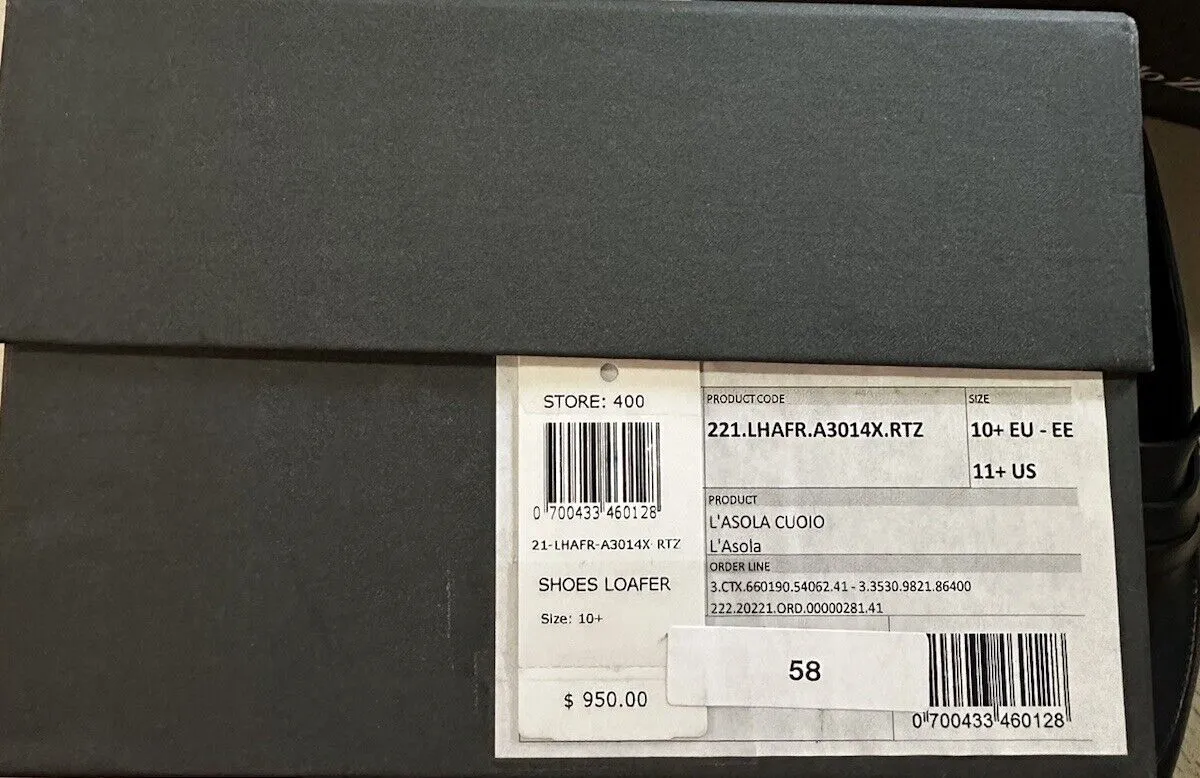 STORE: 400
0 700433 460128
21-LHAFR-A3014X RTZ
SHOES LOAFER
Size: 10+
$ 950.00
PRODUCT CODE
221.LHAFR.A3014X.RTZ
SIZE
10+ EU - EE
11+ US
PRODUCT
L'ASOLA CUOIO
L'Asola
ORDER LINE
3.CTX.660190.54062.41 - 3.3530.9821.86400
222.20221.ORD.00000281.41
58
0 700433 460128